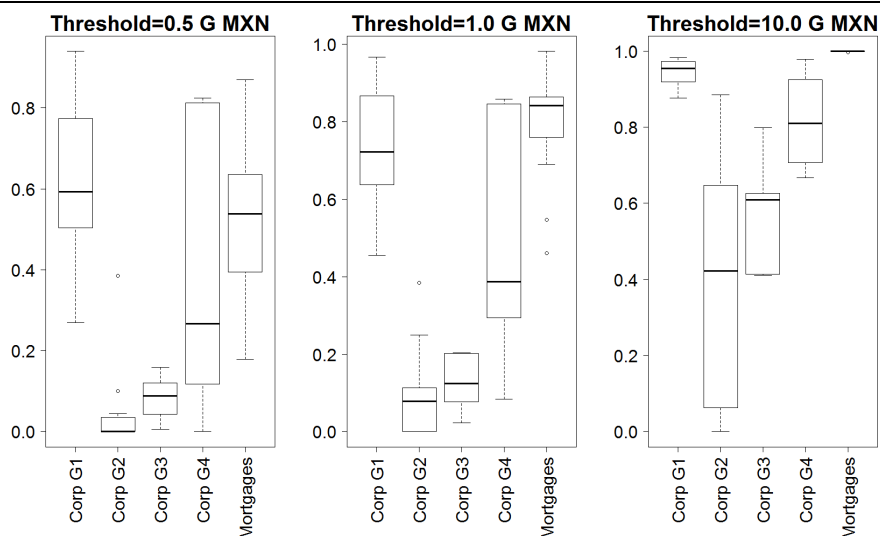 Threshold=0.5 G MXN
0.8
0.6
0.4
0.2
0.0
Corp G1
Corp G2
Corp G3
Corp G4
Mortgages
Threshold=1.0 G MXN
1.0
0.8
0.6
0.4
0.2
0.0
Corp G1
Corp G2
Corp G3
Corp G4
Mortgages
Threshold=10.0 G MXN
1.0
0.8
0.6
0.4
0.2
0.0
Corp G1
Corp G2
Corp G3
Corp G4
Mortgages